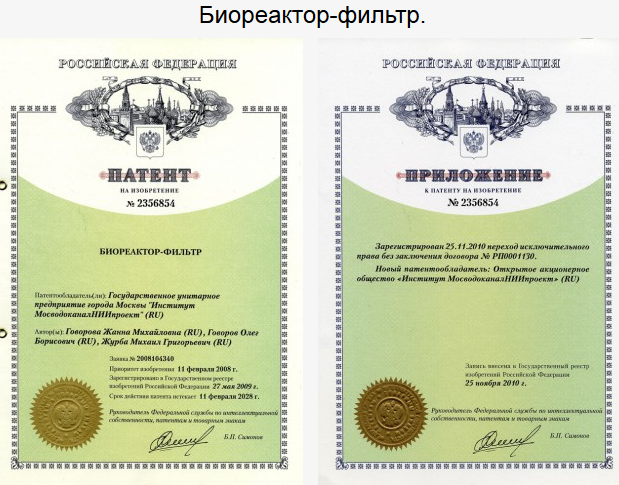 Биореактор-фильтр.
РОССИЙСКАЯ ФЕДЕРАЦИЯ
ПАТЕНТ
НА ИЗОБРЕТЕНИЕ
№ 2356854
БИОРЕАКТОР-ФИЛЬТР
Патентообладатель(ли): Государственное унитарное
предприятие города Москвы "Институт
МосводоканалНИИпроект" (RU)
Автор(ы): Говорова Жанна Михайловна (RU), Говоров Олег
Борисович (RU), Журба Михаил Григорьевич (RU)
Заявка № 2008104340
Приоритет изобретения 11 февраля 2008 г.
Зарегистрировано в Государственном реестре
изобретений Российской Федерации 27 мая 2009 г.
Срок действия патента истекает 11 февраля 2028 г.
Руководитель Федеральной службы по интеллектуальной
собственности, патентам и товарным знакам
Б.П. Симонов
РОССИЙСКАЯ ФЕДЕРАЦИЯ
ПРИЛОЖЕНИЕ
К ПАТЕНТУ НА ИЗОБРЕТЕНИЕ
№ 2356854
Зарегистрирован 25.11.2010 переход исключительного
права без заключения договора № РП0001130.
Новый патентообладатель: Открытое акционерное
общество «Институт МосводоканалНИИпроект» (RU)
Запись внесена в Государственный реестр
изобретений Российской Федерации
25 ноября 2010 г.
Руководитель Федеральной службы по интеллектуальной
собственности, патентам и товарным знакам
Б.П. Симонов